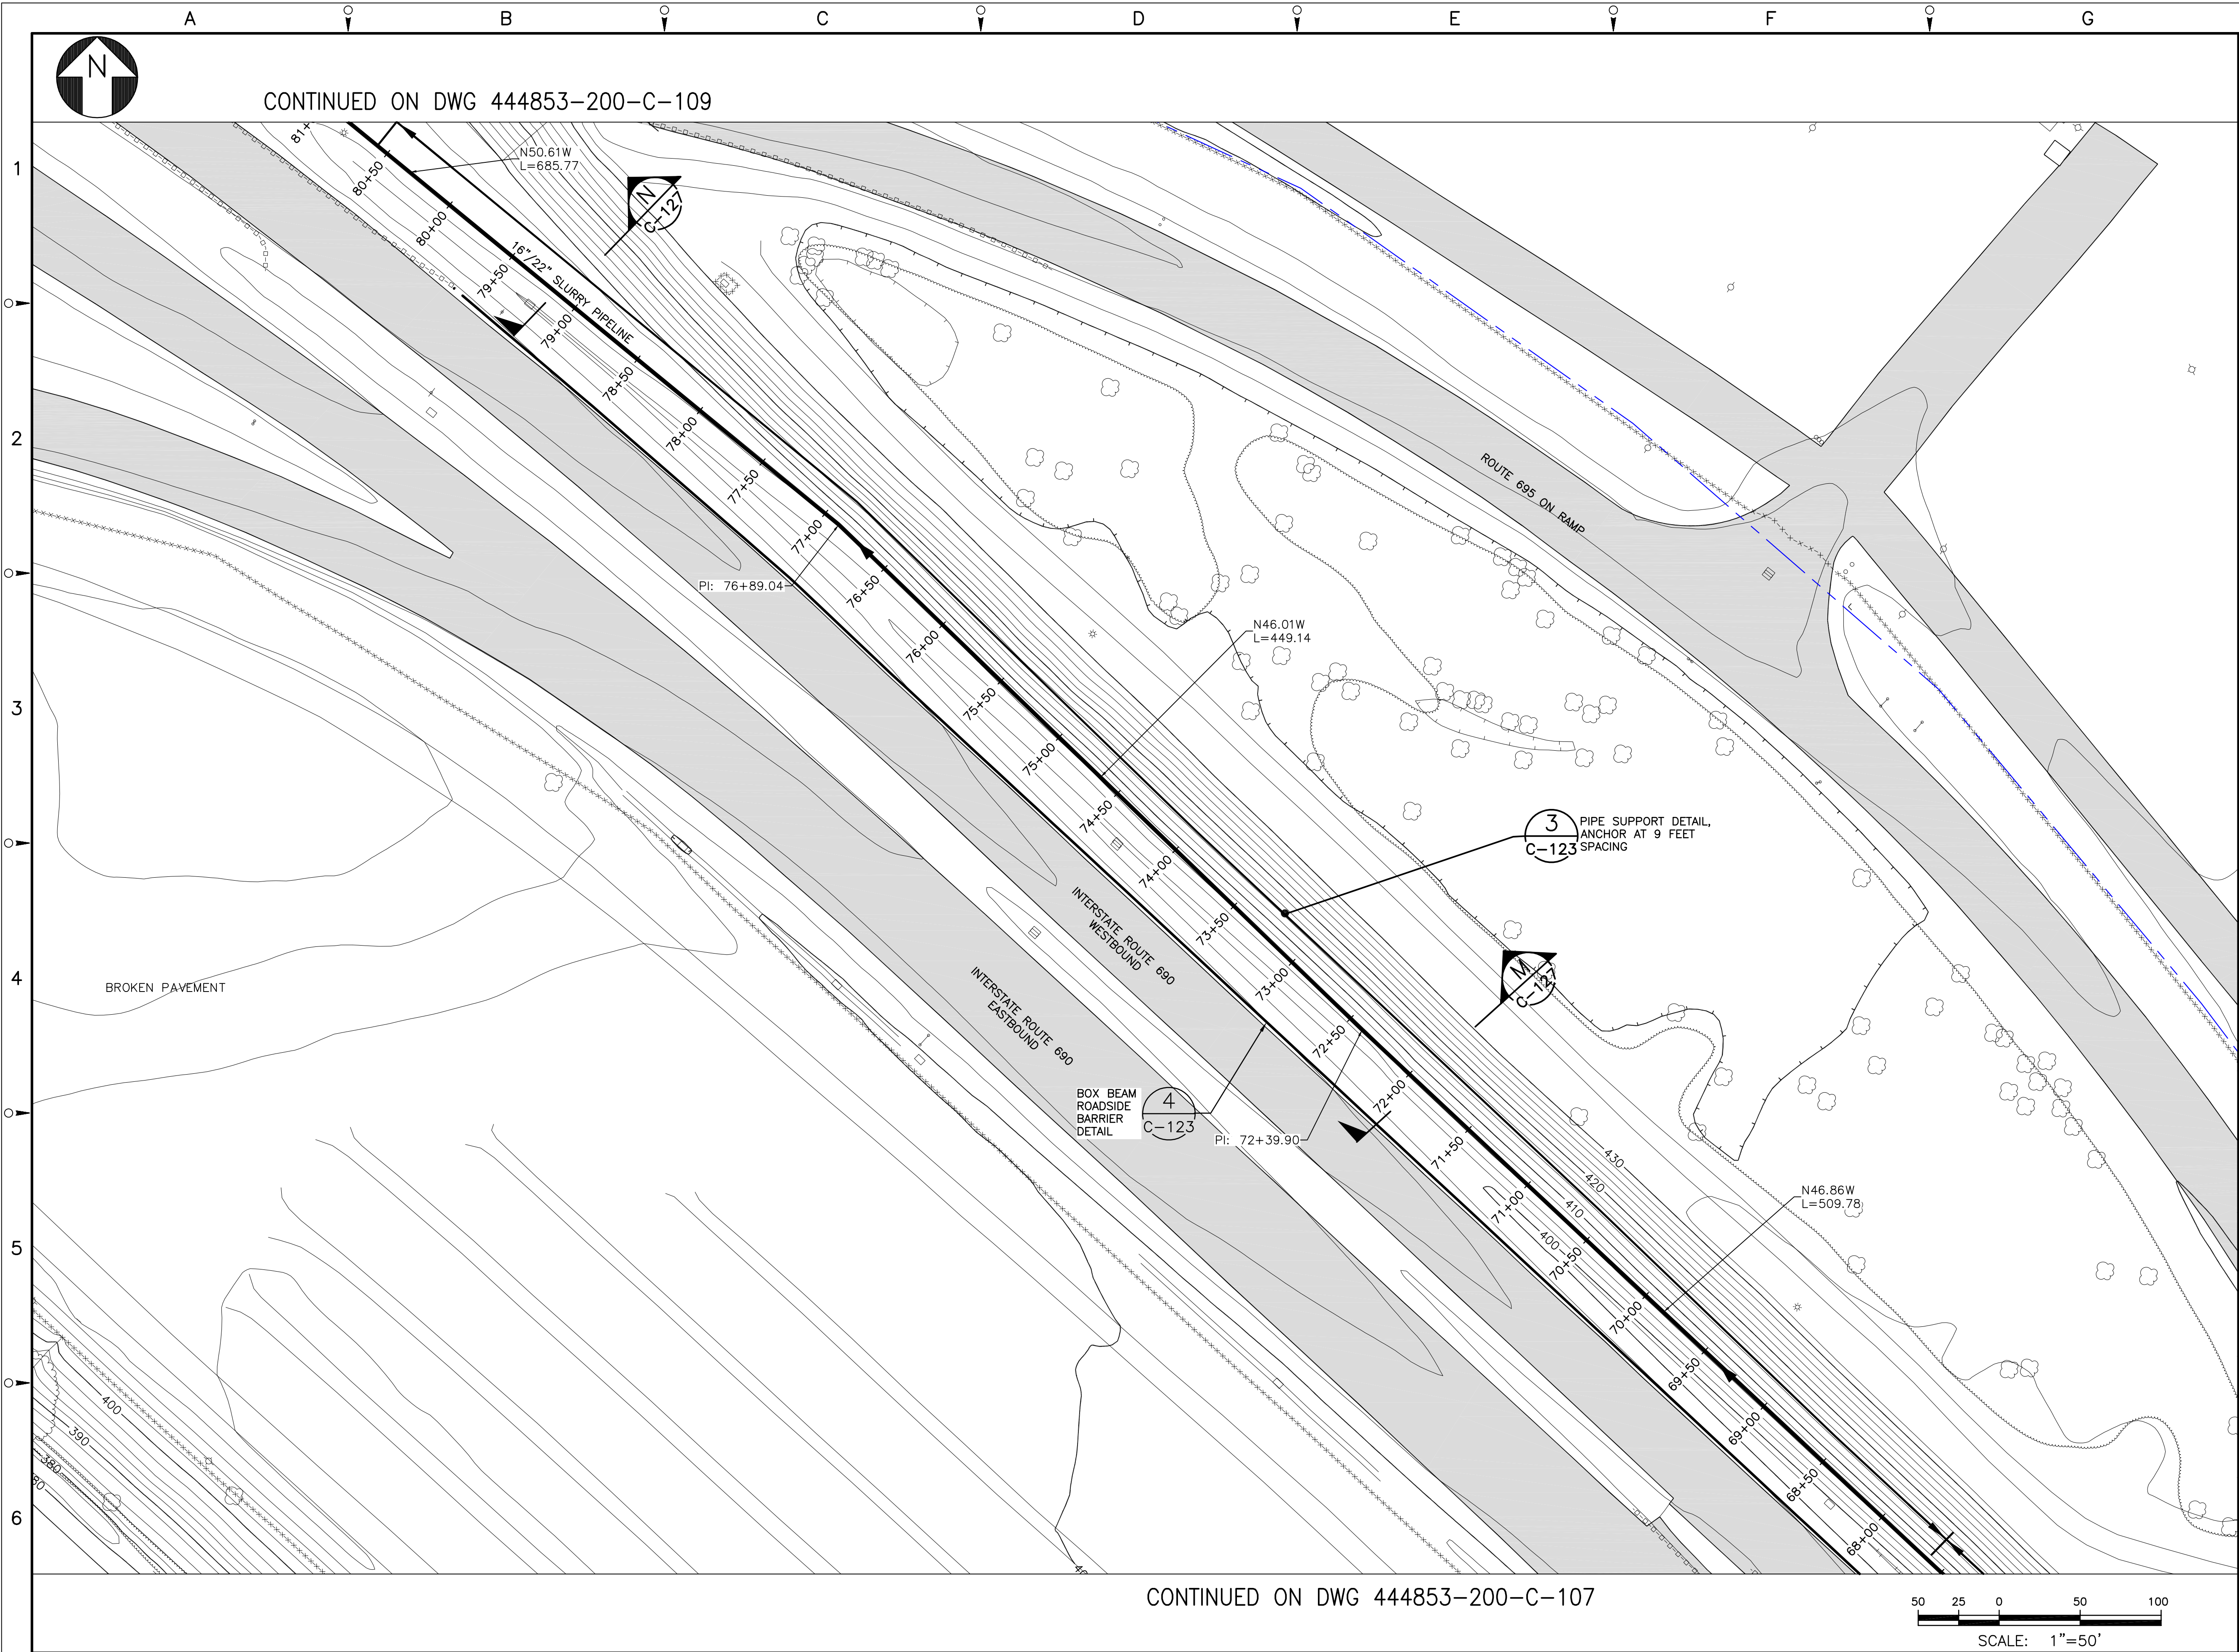 A
B
C
D
E
F
G
N
CONTINUED ON DWG 444853-200-C-109
1
2
3
4
5
6
81+
80+50
N50.61W
L=685.77
N
C-127
80+00
16"/22" SLURRY PIPELINE
79+50
79+00
78+50
78+00
77+50
77+00
PI: 76+89.04
76+50
76+00
75+50
75+00
74+50
74+00
73+50
73+00
72+50
72+00
71+50
71+00
70+50
70+00
69+50
69+00
68+50
68+00
ROUTE 695 ON RAMP
N46.01W
L=449.14
3
C-123
PIPE SUPPORT DETAIL,
ANCHOR AT 9 FEET
SPACING
INTERSTATE ROUTE 690
WESTBOUND
INTERSTATE ROUTE 690
EASTBOUND
M
C-127
BROKEN PAVEMENT
BOX BEAM
ROADSIDE
BARRIER
DETAIL
4
C-123
PI: 72+39.90
430
420
410
400
N46.86W
L=509.78
400
390
380
80
CONTINUED ON DWG 444853-200-C-107
50 25 0 50 100
SCALE: 1"=50'